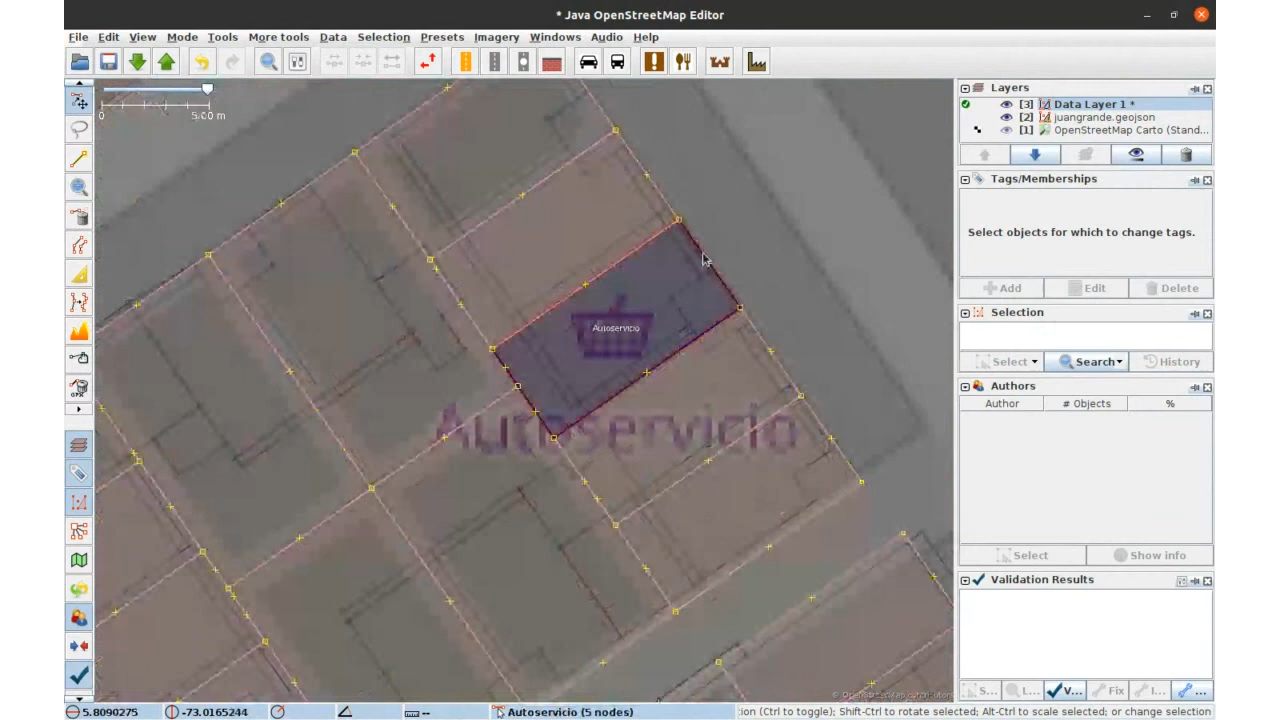 * Java OpenStreetMap Editor
File Edit View Mode Tools More tools Data Selection Presets Imagery Windows Audio Help
0 5.00 m
Layers
[3] Data Layer 1 *
[2] juangrande.geojson
[1] OpenStreetMap Carto (Stand...
Tags/Memberships
Select objects for which to change tags.
Add Edit Delete
Selection
Select Search History
Authors
Author # Objects %
Select Show info
Validation Results
S... L... V... Fix I... ...
Autoservicio
Autoservicio
5.8090275 -73.0165244 -- Autoservicio (5 nodes) :ion (Ctrl to toggle); Shift-Ctrl to rotate selected; Alt-Ctrl to scale selected; or change selection